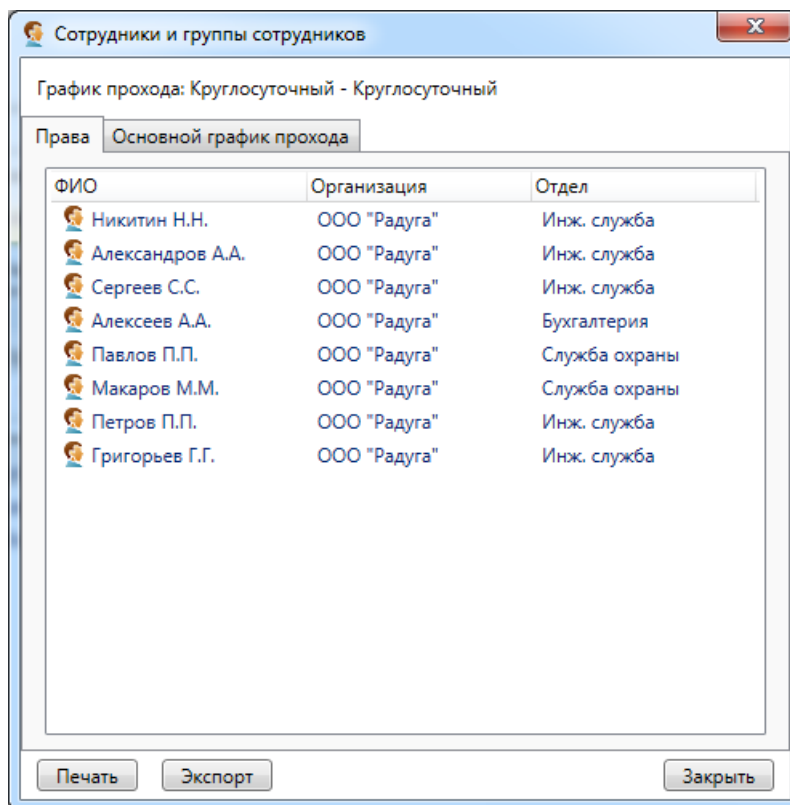 Сотрудники и группы сотрудников
График прохода: Круглосуточный - Круглосуточный
Права Основной график прохода
ФИО Организация Отдел
Никитин Н.Н. ООО "Радуга" Инж. служба
Александров А.А. ООО "Радуга" Инж. служба
Сергеев С.С. ООО "Радуга" Инж. служба
Алексеев А.А. ООО "Радуга" Бухгалтерия
Павлов П.П. ООО "Радуга" Служба охраны
Макаров М.М. ООО "Радуга" Служба охраны
Петров П.П. ООО "Радуга" Инж. служба
Григорьев Г.Г. ООО "Радуга" Инж. служба
Печать Экспорт Закрыть